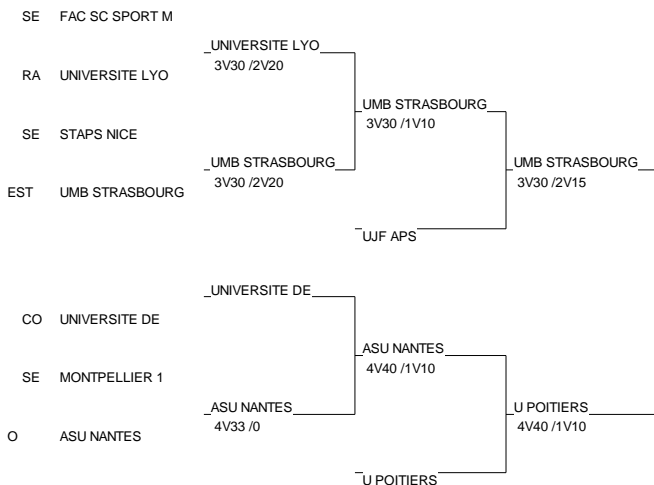 SE FAC SC SPORT M
UNIVERSITE LYO
3V30 /2V20
RA UNIVERSITE LYO
UMB STRASBOURG
3V30 /1V10
SE STAPS NICE
UMB STRASBOURG
3V30 /2V20
UMB STRASBOURG
3V30 /2V15
EST UMB STRASBOURG
UJF APS
UNIVERSITE DE
CO UNIVERSITE DE
ASU NANTES
4V40 /1V10
SE MONTPELLIER 1
ASU NANTES
4V33 /0
U POITIERS
4V40 /1V10
O ASU NANTES
U POITIERS